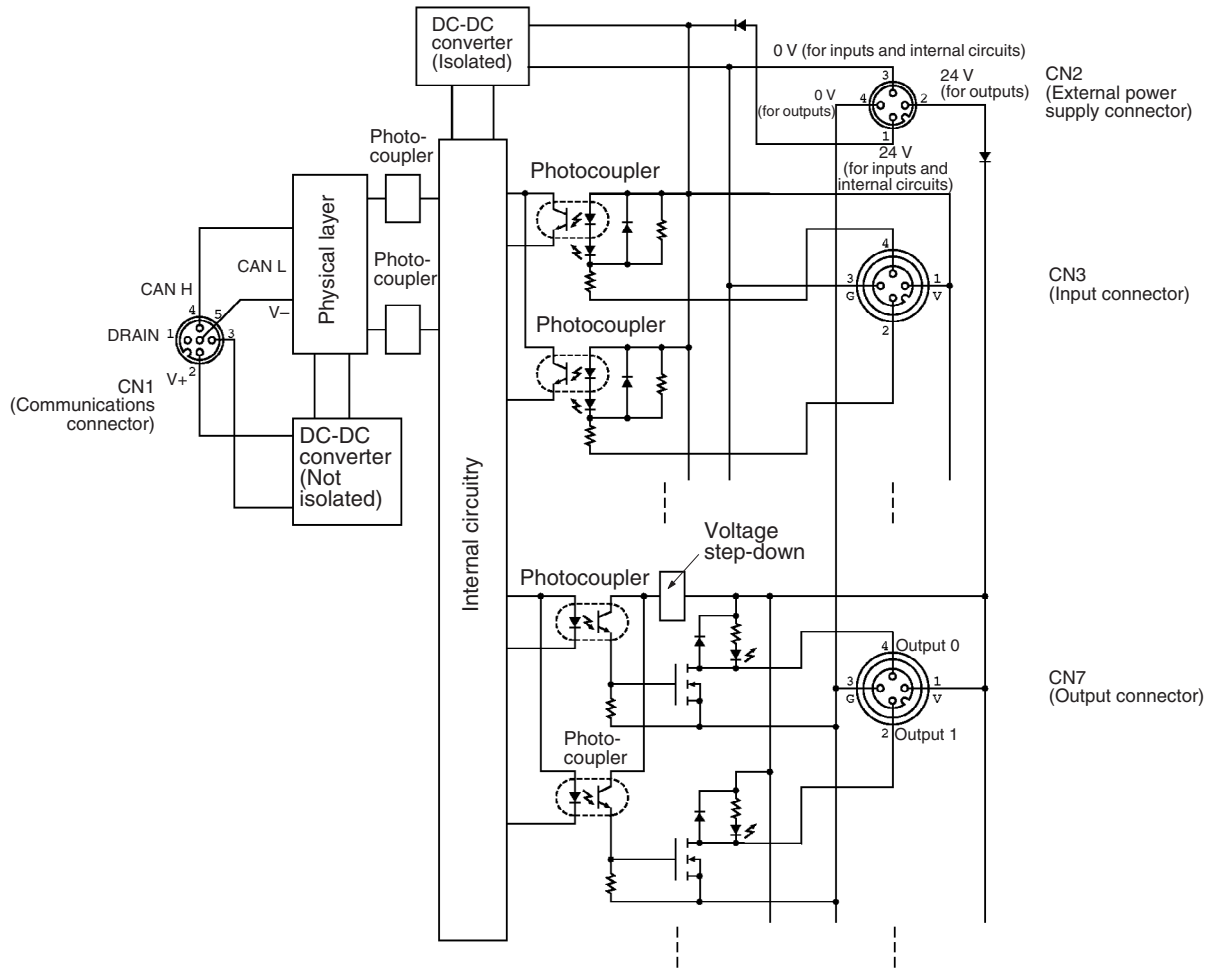 DC-DC
converter
(Isolated)
0 V (for inputs and internal circuits)
3
24 V
(for outputs)
CN2
(External power
supply connector)
0 V
(for outputs)
4
2
1
24 V
(for inputs and
internal circuits)
Photo-
coupler
Photocoupler
Physical layer
CAN L
Photo-
coupler
CAN H
V–
4
5
DRAIN
1
3
V+
2
CN1
(Communications
connector)
DC-DC
converter
(Not
isolated)
Internal circuitry
4
3
1
G
V
2
CN3
(Input connector)
Photocoupler
Voltage
step-down
Photocoupler
4
Output 0
3
1
G
V
2
Output 1
CN7
(Output connector)
Photo-
coupler